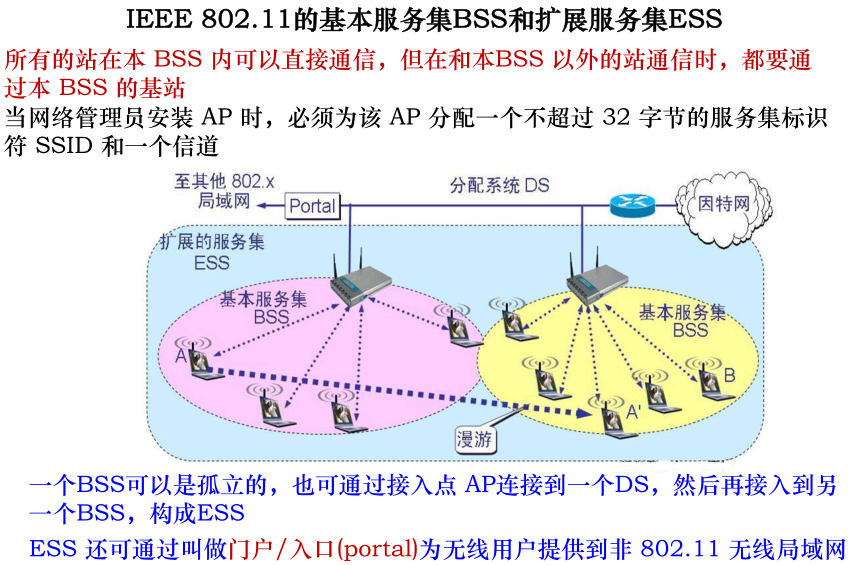 IEEE 802.11的基本服务集BSS和扩展服务集ESS
所有的站在本 BSS 内可以直接通信，但在和本BSS 以外的站通信时，都要通
过本 BSS 的基站
当网络管理员安装 AP 时，必须为该 AP 分配一个不超过 32 字节的服务集标识
符 SSID 和一个信道
至其他 802.x
局域网
Portal
分配系统 DS
因特网
扩展的服务集
ESS
基本服务集
BSS
基本服务集
BSS
A
B
A'
漫游
一个BSS可以是孤立的，也可通过接入点 AP连接到一个DS，然后再接入到另
一个BSS，构成ESS
ESS 还可通过叫做门户/入口(portal)为无线用户提供到非 802.11 无线局域网